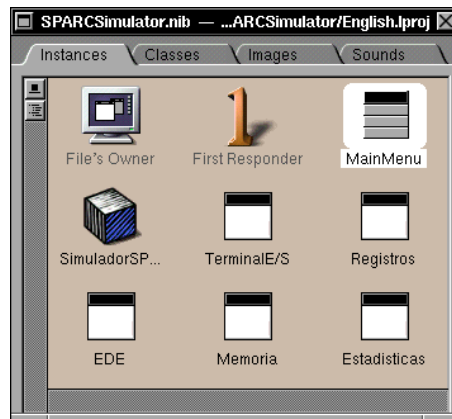 SPARCSimulator.nib — ...ARCSimulator/English.lproj
Instances Classes Images Sounds
File's Owner First Responder MainMenu
SimuladorSP... TerminalE/S Registros
EDE Memoria Estadisticas